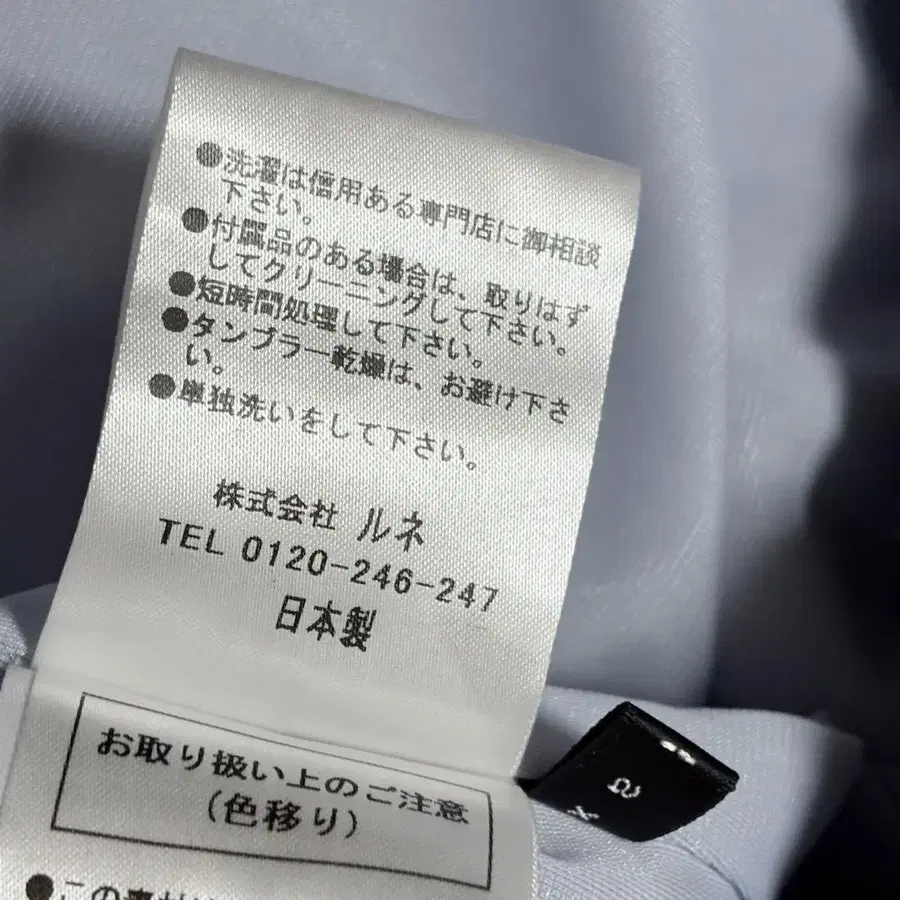 ●洗濯は信用ある専門店に御相談
下さい。
●付属品のある場合は、取りはず
してクリーニングして下さい。
●短時間処理して下さい。
●タンブラー乾燥は、お避け下さ
い。
●単独洗いをして下さい。
株式会社 ルネ
TEL 0120-246-247
日本製
お取り扱い上のご注意
(色移り)
●この素材は